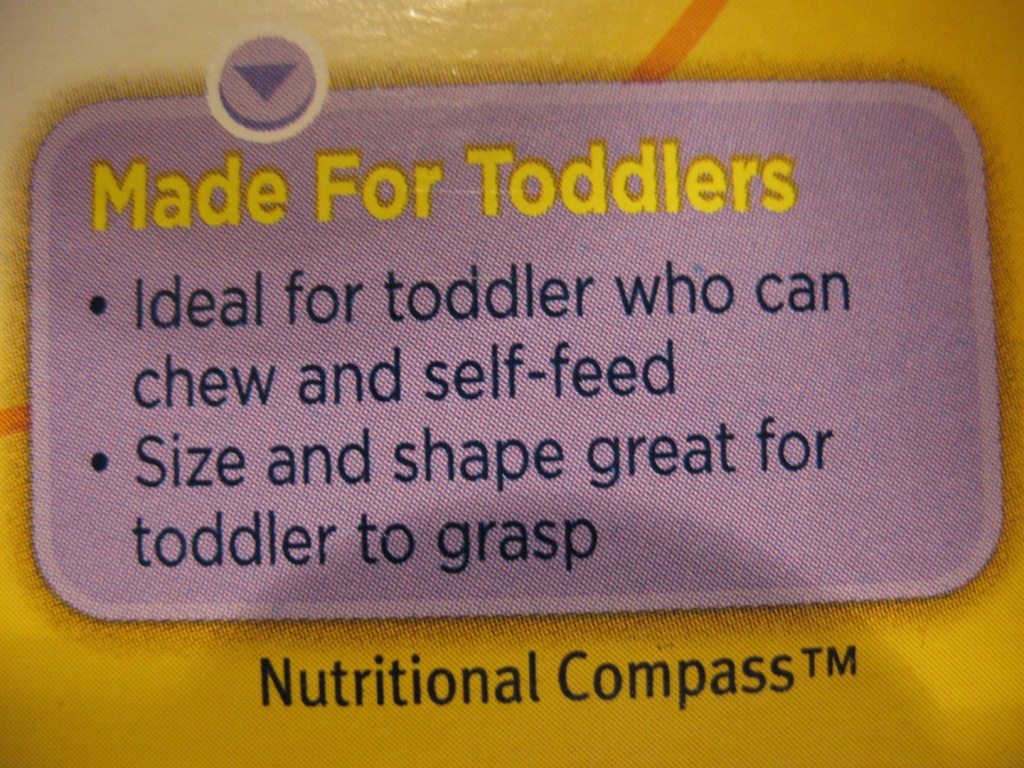 Made For Toddlers
• Ideal for toddler who can
chew and self-feed
• Size and shape great for
toddler to grasp
Nutritional Compass™